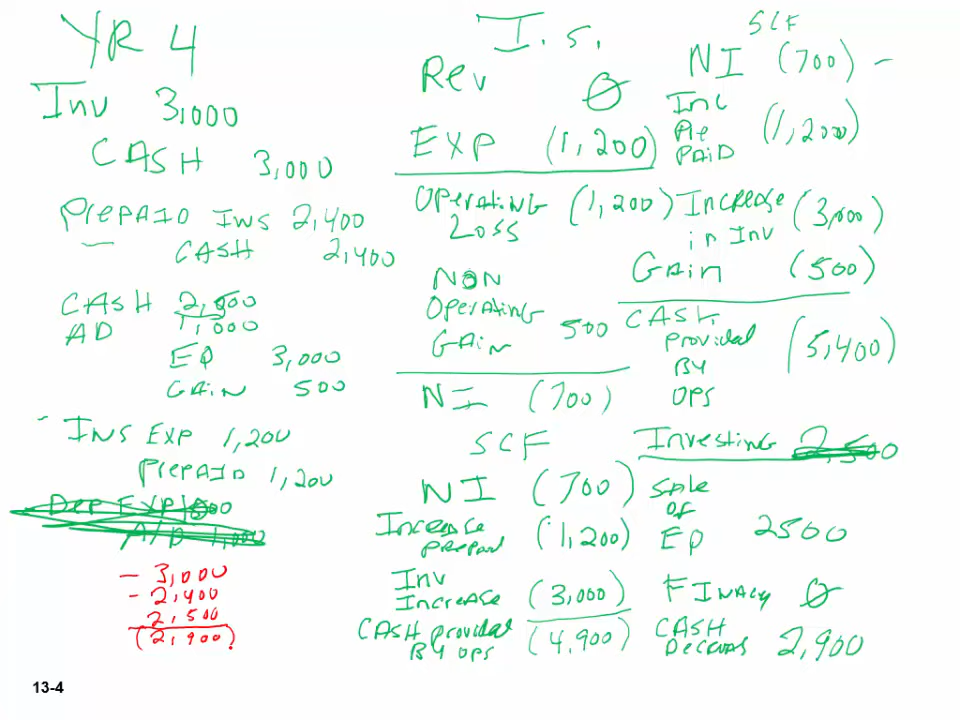 YR 4
Inv 3,000
CASH 3,000
PrePAID INS 2,400
CASH 2,400
CASH 2,500
AD 1,000
EQ 3,000
GAiN 500
INS EXP 1,200
PrePAID 1,200
Dep EXP 1,000
A/D 1,000
- 3,000
- 2,400
2,500
(2,900)
I.S.
Rev 0
EXP (1,200)
OPerAtiNG (1,200)
LOSS
NON
OPerAtiNG
GAiN 500
NI (700)
SCF
NI (700)
Increase (1,200)
prepaid
Inv
IncreASE (3,000)
CASH provided (4,900)
By ops
SCF
NI (700)
Inc
Pre (1,200)
PAiD
INCreASE (3,000)
in Inv
GAin (500)
CASH
Provided (5,400)
By
OPS
Investing 2,500
Sale
of
EQ 2500
FINANCY 0
CASH
Decreas 2,900
13-4